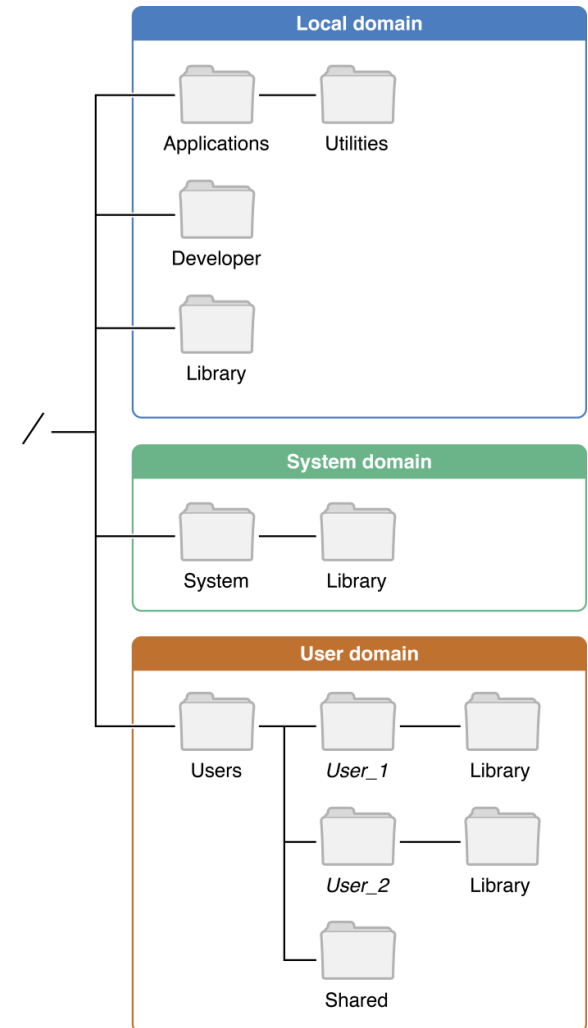 Local domain
Applications
Utilities
Developer
Library
/
System domain
System
Library
User domain
Users
User_1
Library
User_2
Library
Shared